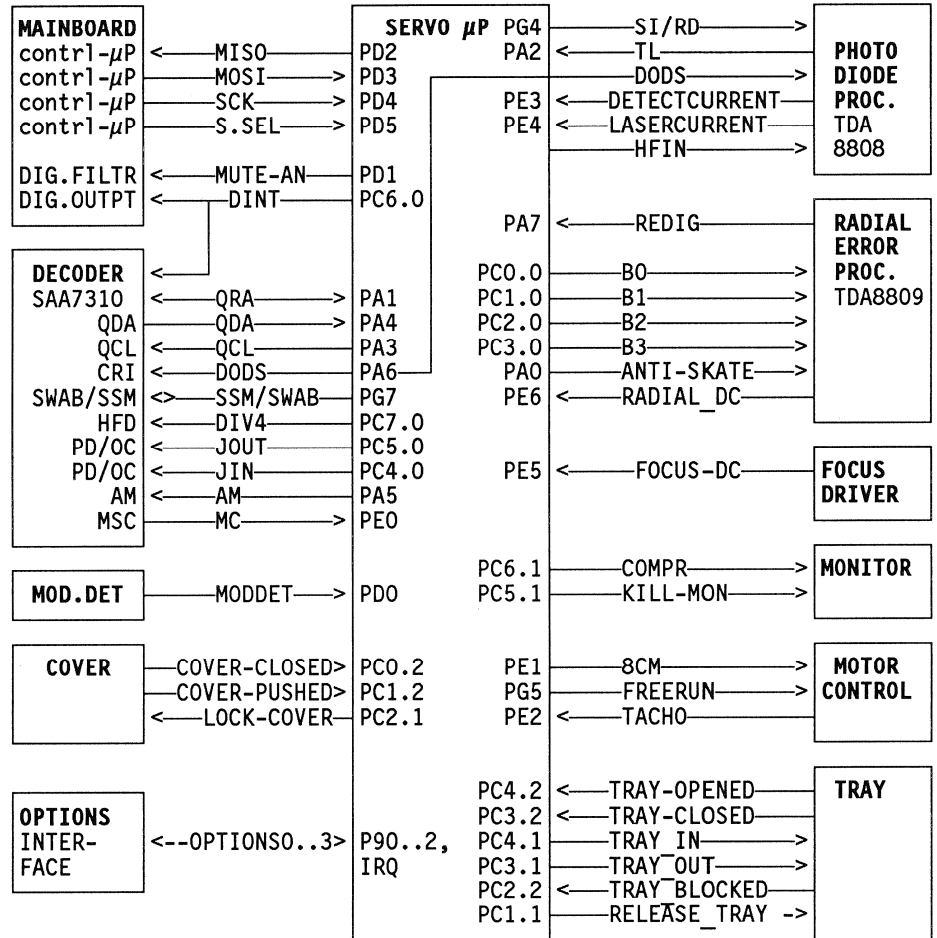 MAINBOARD
contrl-µP <——MISO—— PD2
contrl-µP ——MOSI——> PD3
contrl-µP ——SCK——> PD4
contrl-µP ——S.SEL——> PD5
DIG.FILTR <——MUTE-AN—— PD1
DIG.OUTPT <——DINT—— PC6.0
DECODER <
SAA7310 <——QRA——> PA1
QDA ——QDA——> PA4
QCL <——QCL—— PA3
CRI <——DODS—— PA6
SWAB/SSM <>——SSM/SWAB—— PG7
HFD <——DIV4—— PC7.0
PD/OC <——JOUT—— PC5.0
PD/OC <——JIN—— PC4.0
AM <——AM—— PA5
MSC ——MC——> PE0
MOD.DET ——MODDET——> PD0
COVER ——COVER-CLOSED> PC0.2
——COVER-PUSHED> PC1.2
<——LOCK-COVER— PC2.1
OPTIONS
INTER- <--OPTIONS0..3> P90..2,
FACE IRQ
SERVO µP PG4 ——SI/RD——>
PA2 <——TL—— PHOTO
——DODS——> DIODE
PE3 <——DETECTCURRENT—— PROC.
PE4 <——LASERCURRENT—— TDA
——HFIN——> 8808
PA7 <——REDIG—— RADIAL
ERROR
PC0.0 ——B0——> PROC.
PC1.0 ——B1——> TDA8809
PC2.0 ——B2——>
PC3.0 ——B3——>
PA0 ——ANTI-SKATE——>
PE6 <——RADIAL_DC——
PE5 <——FOCUS-DC—— FOCUS
DRIVER
PC6.1 ——COMPR——> MONITOR
PC5.1 ——KILL-MON——>
PE1 ——8CM——> MOTOR
PG5 ——FREERUN——> CONTROL
PE2 <——TACHO——
PC4.2 <——TRAY-OPENED—— TRAY
PC3.2 <——TRAY-CLOSED——
PC4.1 ——TRAY_IN——>
PC3.1 ——TRAY_OUT——>
PC2.2 <——TRAY_BLOCKED——
PC1.1 ——RELEASE_TRAY ->